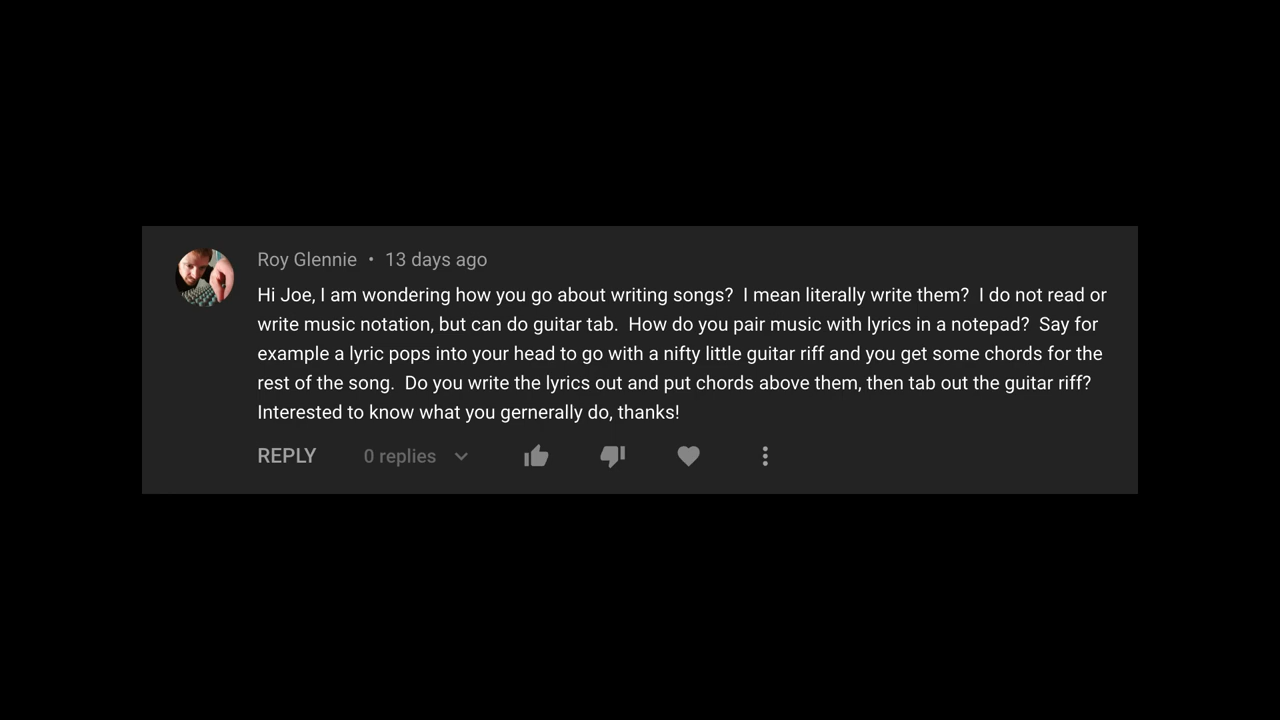 Roy Glennie • 13 days ago
Hi Joe, I am wondering how you go about writing songs?  I mean literally write them?  I do not read or
write music notation, but can do guitar tab.  How do you pair music with lyrics in a notepad?  Say for
example a lyric pops into your head to go with a nifty little guitar riff and you get some chords for the
rest of the song.  Do you write the lyrics out and put chords above them, then tab out the guitar riff?
Interested to know what you gernerally do, thanks!
REPLY 0 replies